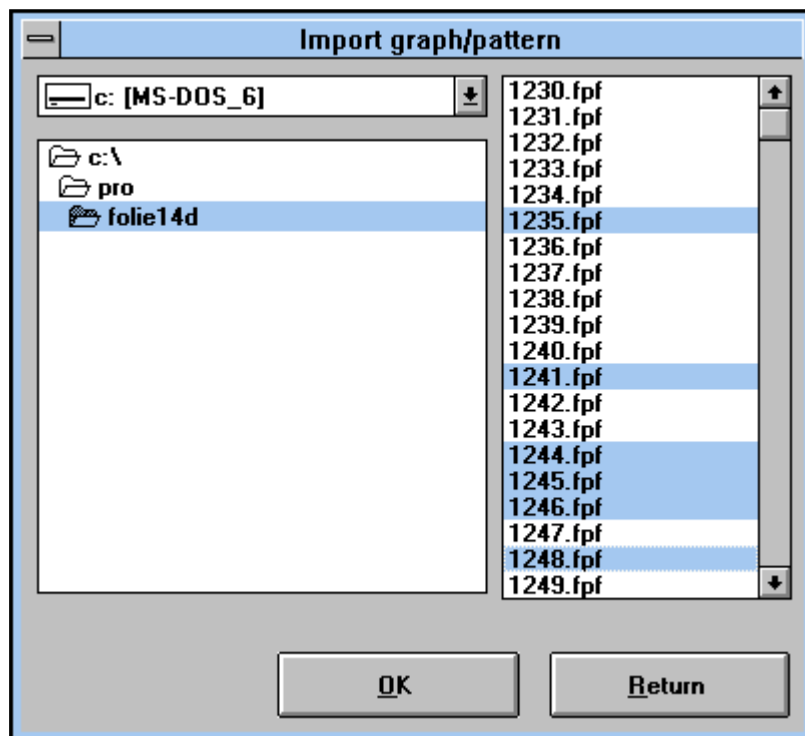 Import graph/pattern
c: [MS-DOS_6]
c:\
pro
folie14d
1230.fpf
1231.fpf
1232.fpf
1233.fpf
1234.fpf
1235.fpf
1236.fpf
1237.fpf
1238.fpf
1239.fpf
1240.fpf
1241.fpf
1242.fpf
1243.fpf
1244.fpf
1245.fpf
1246.fpf
1247.fpf
1248.fpf
1249.fpf
OK
Return